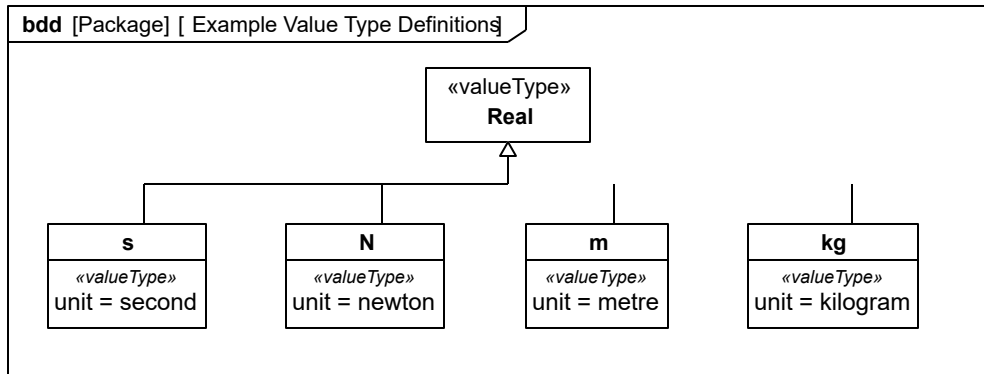 bdd [Package] [ Example Value Type Definitions]
«valueType»
Real
s
«valueType»
unit = second
N
«valueType»
unit = newton
m
«valueType»
unit = metre
kg
«valueType»
unit = kilogram